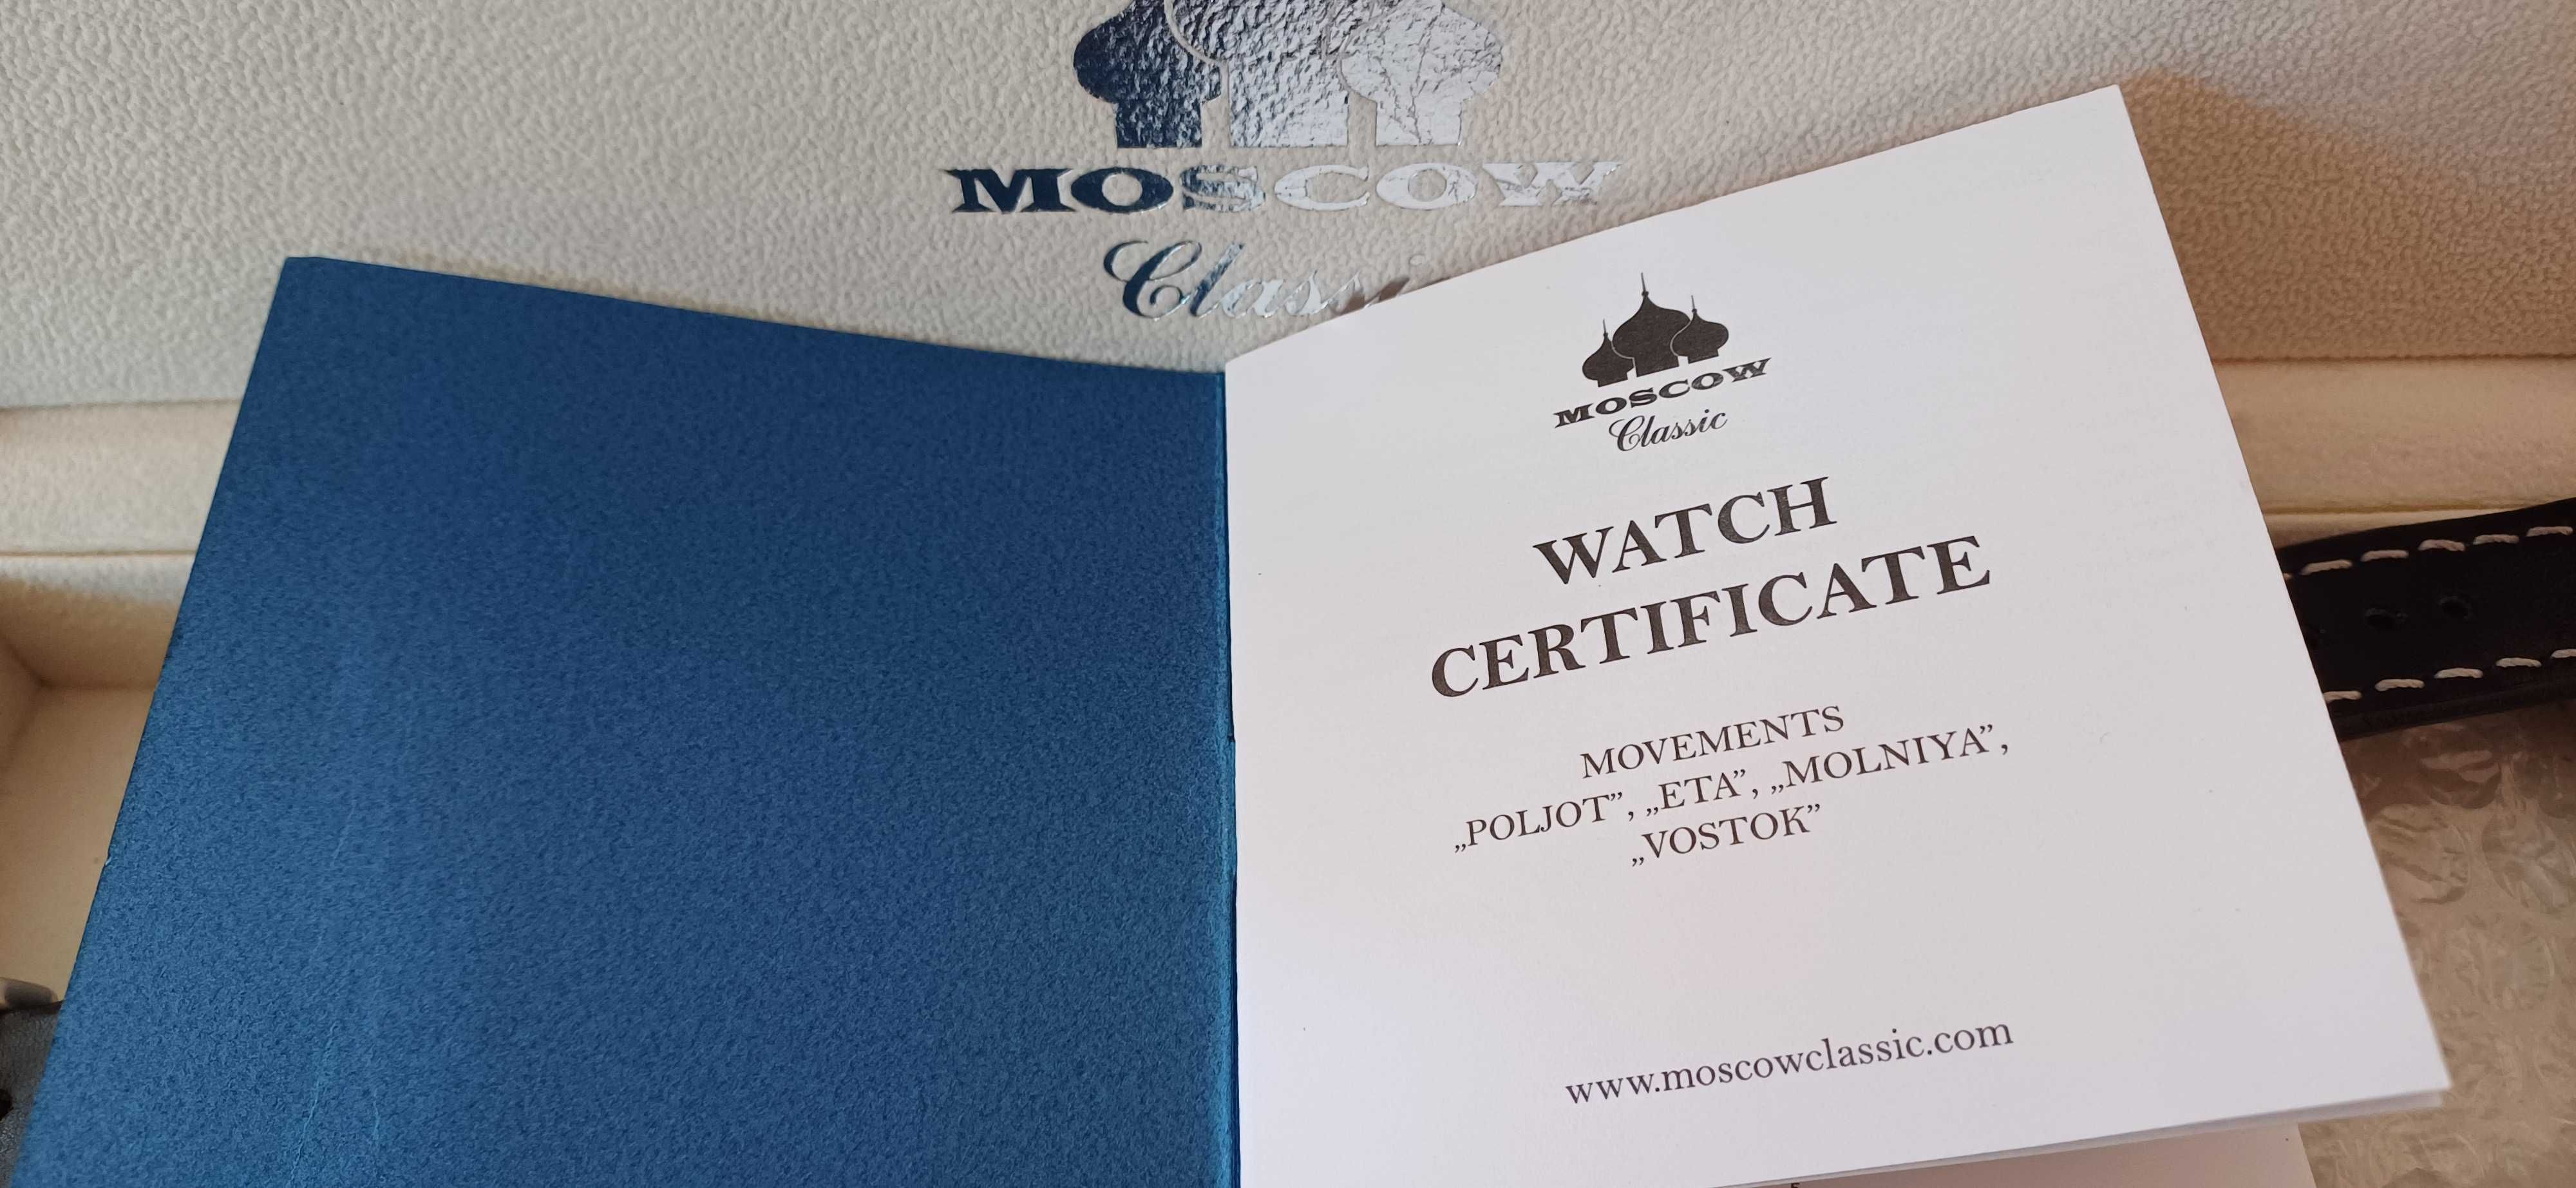 MOSCOW
Classic
MOSCOW
Classic
WATCH
CERTIFICATE
MOVEMENTS
„POLJOT”, „ETA”, „MOLNIYA”,
„VOSTOK”
www.moscowclassic.com